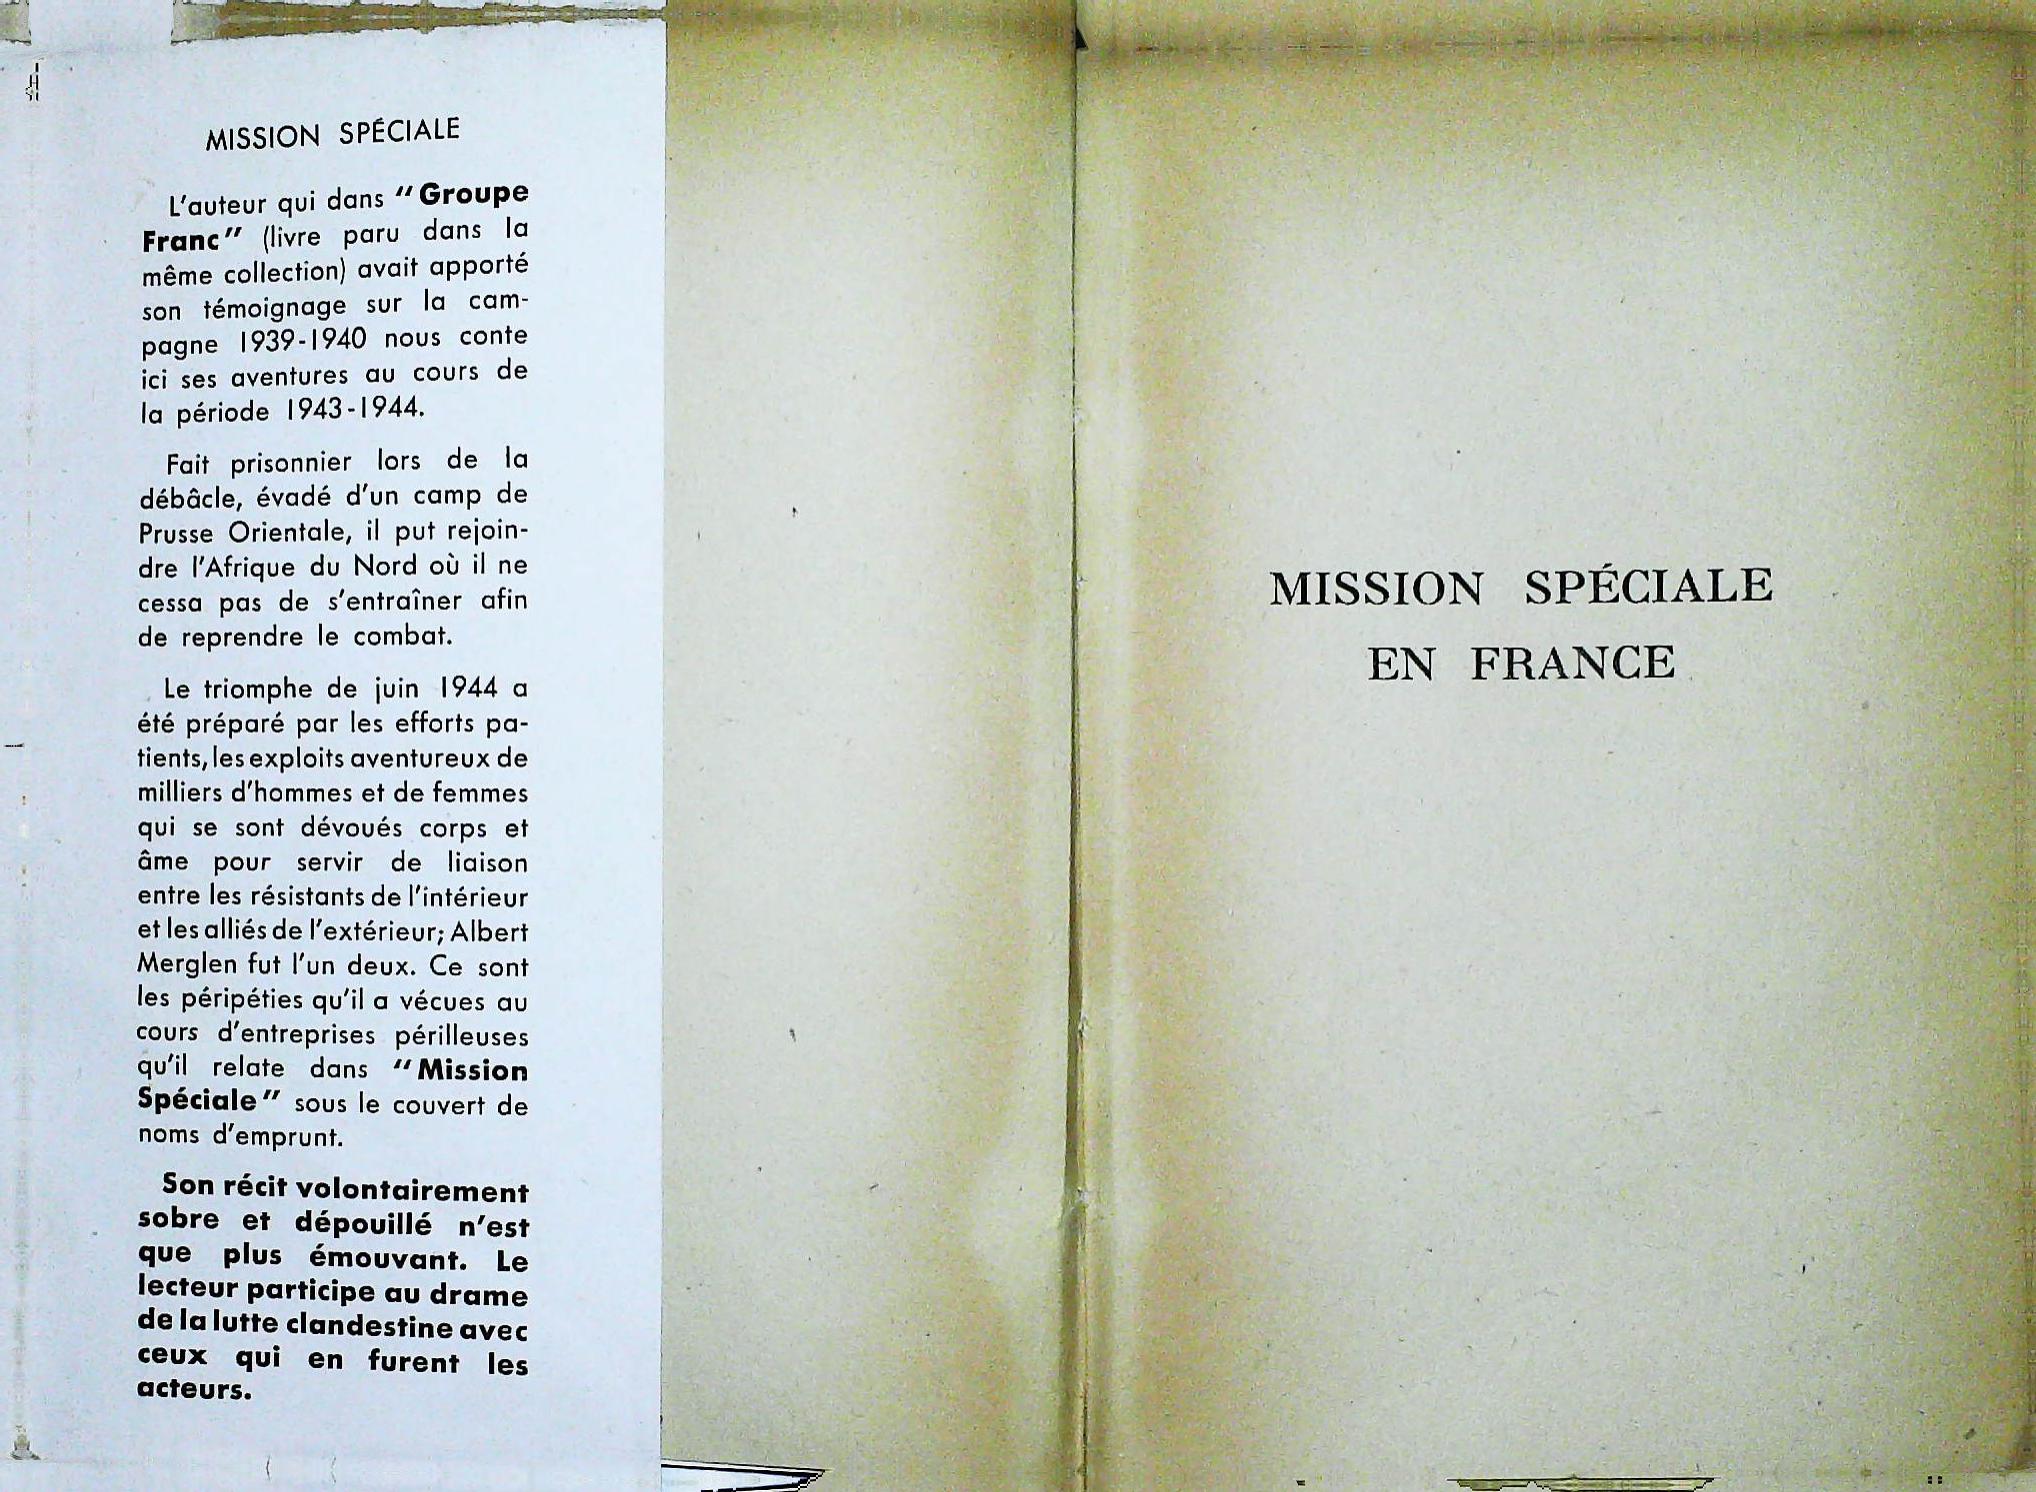 MISSION SPÉCIALE
L'auteur qui dans "Groupe
Franc" (livre paru dans la
même collection) avait apporté
son témoignage sur la cam-
pagne 1939-1940 nous conte
ici ses aventures au cours de
la période 1943-1944.
Fait prisonnier lors de la
débâcle, évadé d'un camp de
Prusse Orientale, il put rejoin-
dre l'Afrique du Nord où il ne
cessa pas de s'entraîner afin
de reprendre le combat.
Le triomphe de juin 1944 a
été préparé par les efforts pa-
tients, les exploits aventureux de
milliers d'hommes et de femmes
qui se sont dévoués corps et
âme pour servir de liaison
entre les résistants de l'intérieur
et les alliés de l'extérieur; Albert
Merglen fut l'un deux. Ce sont
les péripéties qu'il a vécues au
cours d'entreprises périlleuses
qu'il relate dans "Mission
Spéciale" sous le couvert de
noms d'emprunt.
Son récit volontairement
sobre et dépouillé n'est
que plus émouvant. Le
lecteur participe au drame
de la lutte clandestine avec
ceux qui en furent les
acteurs.
MISSION SPÉCIALE
EN FRANCE